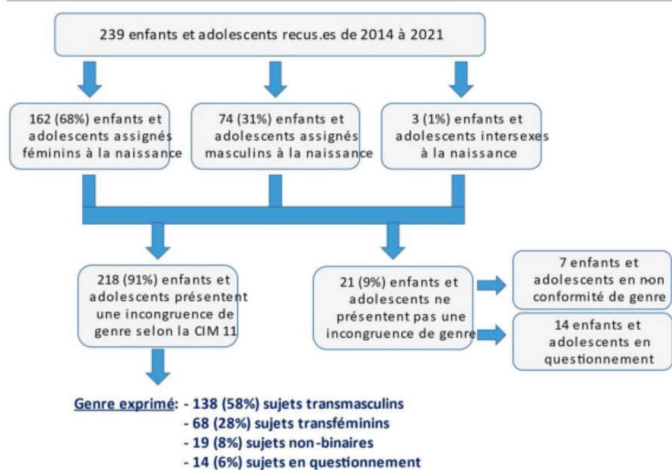 239 enfants et adolescents recus.es de 2014 à 2021
162 (68%) enfants et
adolescents assignés
féminins à la naissance
74 (31%) enfants et
adolescents assignés
masculins à la naissance
3 (1%) enfants et
adolescents intersexes
à la naissance
218 (91%) enfants et
adolescents présentent
une incongruence de
genre selon la CIM 11
21 (9%) enfants et
adolescents ne
présentent pas une
incongruence de genre
7 enfants et
adolescents en non
conformité de genre
14 enfants et
adolescents en
questionnement
Genre exprimé: - 138 (58%) sujets transmasculins
- 68 (28%) sujets transféminins
- 19 (8%) sujets non-binaires
- 14 (6%) sujets en questionnement